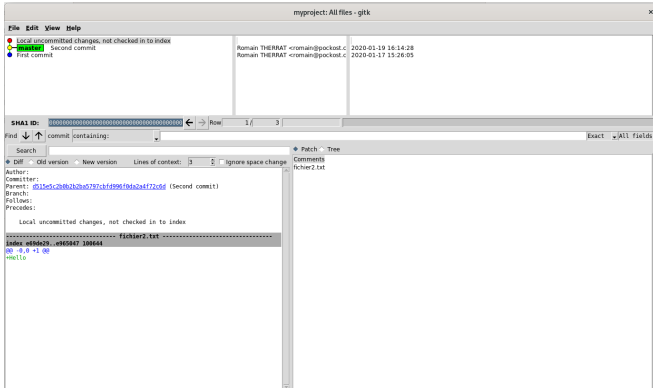 myproject: All files - gitk
File Edit View Help
Local uncommitted changes, not checked in to index
master Second commit Romain THERRAT <romain@pockost.c 2020-01-19 16:14:28
First commit Romain THERRAT <romain@pockost.c 2020-01-17 15:26:05
SHA1 ID: 0000000000000000000000000000000000000000 Row 1 / 3
Find commit containing: Exact All fields
Search
Diff Old version New version Lines of context: 3 Ignore space change
Author:
Committer:
Parent: d515e5c2b0b2b2ba5797cbfd996f0da2a4f72c6d (Second commit)
Branch:
Follows:
Precedes:
Local uncommitted changes, not checked in to index
-------------------------------- fichier2.txt --------------------------------
index e69de29..e965047 100644
@@ -0,0 +1 @@
+Hello
Patch Tree
Comments
fichier2.txt